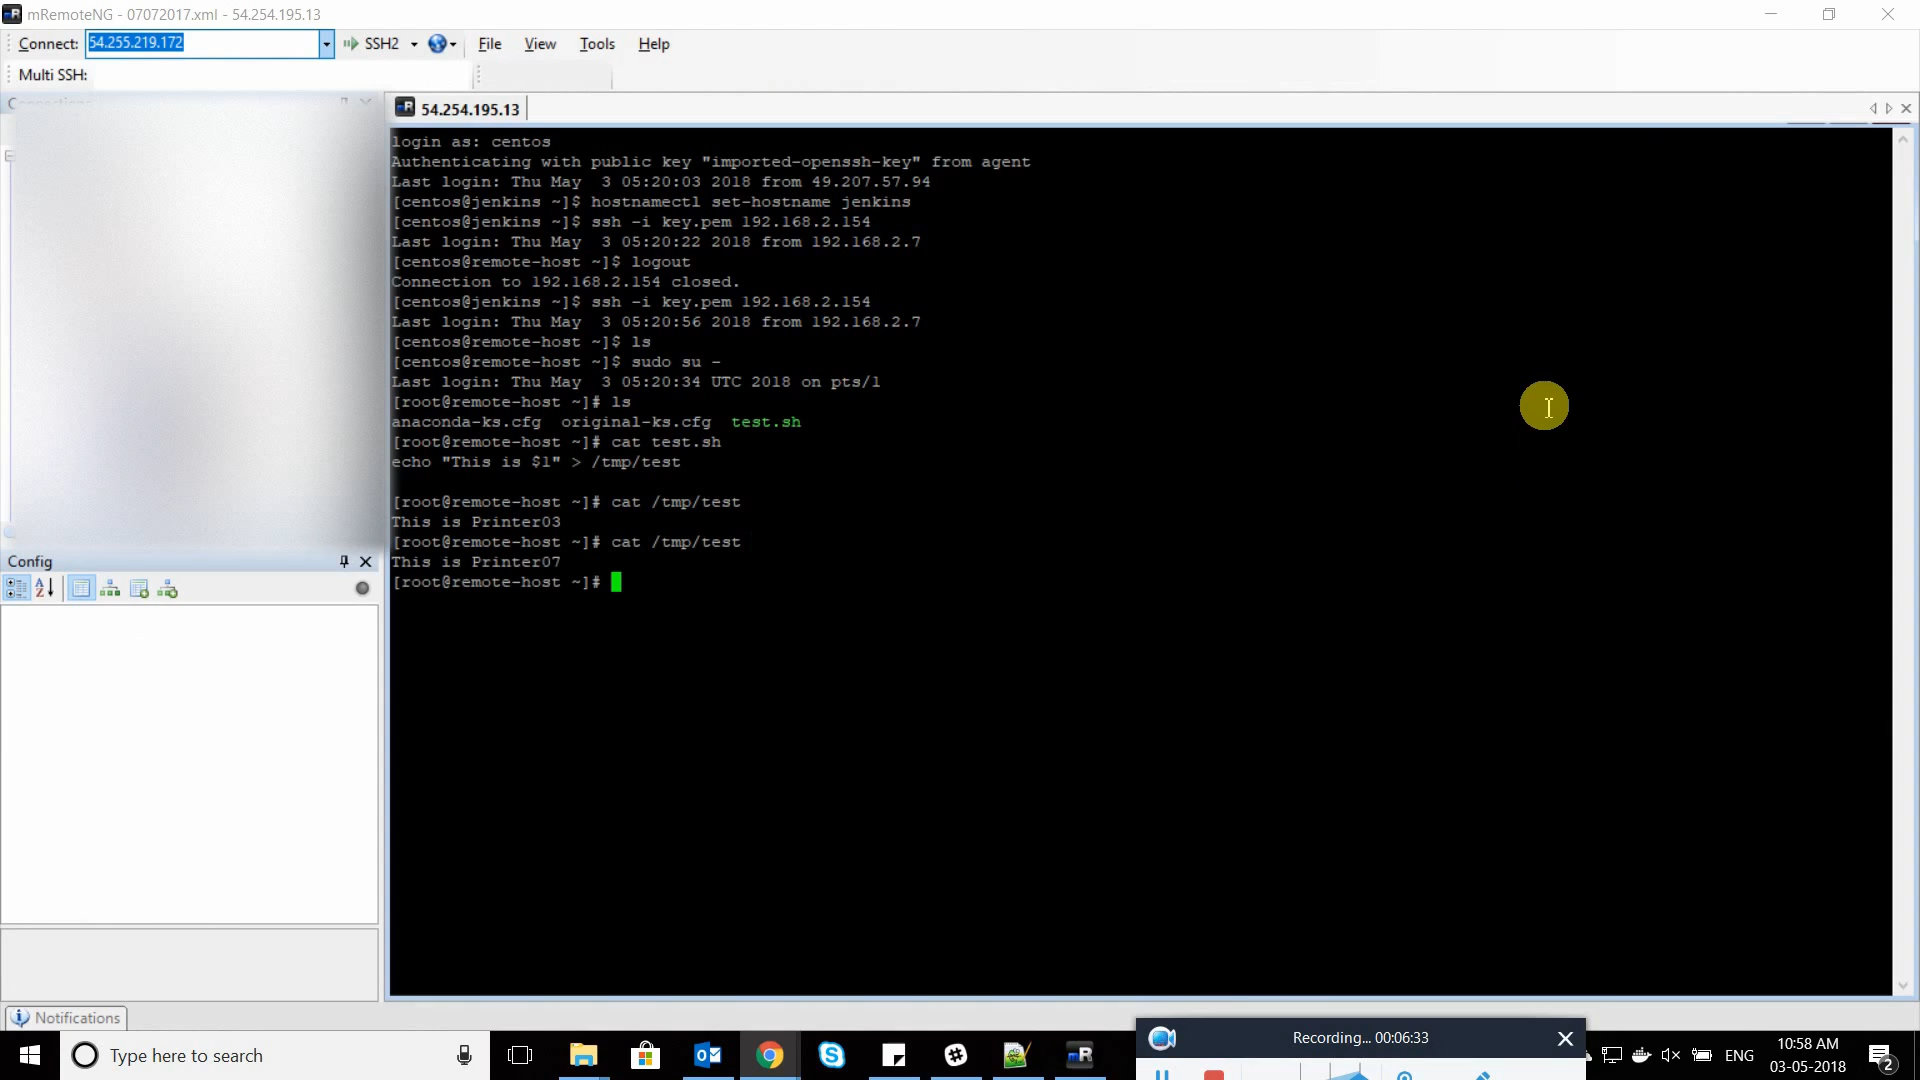 mRemoteNG - 07072017.xml - 54.254.195.13
Connect: 54.255.219.172 SSH2 File View Tools Help
Multi SSH:
Connections
54.254.195.13
login as: centos
Authenticating with public key "imported-openssh-key" from agent
Last login: Thu May  3 05:20:03 2018 from 49.207.57.94
[centos@jenkins ~]$ hostnamectl set-hostname jenkins
[centos@jenkins ~]$ ssh -i key.pem 192.168.2.154
Last login: Thu May  3 05:20:22 2018 from 192.168.2.7
[centos@remote-host ~]$ logout
Connection to 192.168.2.154 closed.
[centos@jenkins ~]$ ssh -i key.pem 192.168.2.154
Last login: Thu May  3 05:20:56 2018 from 192.168.2.7
[centos@remote-host ~]$ ls
[centos@remote-host ~]$ sudo su -
Last login: Thu May  3 05:20:34 UTC 2018 on pts/1
[root@remote-host ~]# ls
anaconda-ks.cfg  original-ks.cfg  test.sh
[root@remote-host ~]# cat test.sh
echo "This is $1" > /tmp/test
[root@remote-host ~]# cat /tmp/test
This is Printer03
[root@remote-host ~]# cat /tmp/test
This is Printer07
[root@remote-host ~]#
Config
Notifications
Type here to search
Recording... 00:06:33
ENG
10:58 AM
03-05-2018
2